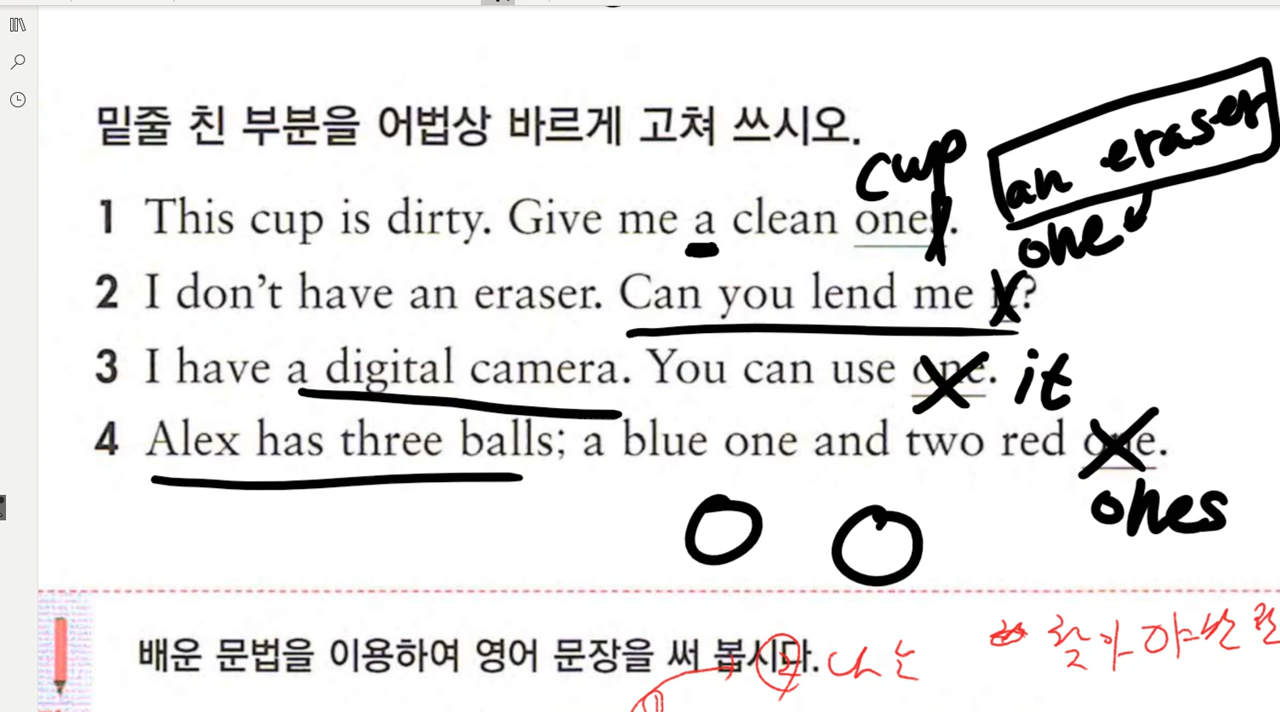 밑줄 친 부분을 어법상 바르게 고쳐 쓰시오.
cup
an eraser
1 This cup is dirty. Give me a clean ones.
one
2 I don't have an eraser. Can you lend me it?
3 I have a digital camera. You can use one. it
4 Alex has three balls; a blue one and two red one.
ones
배운 문법을 이용하여 영어 문장을 써 봅시다. 나는